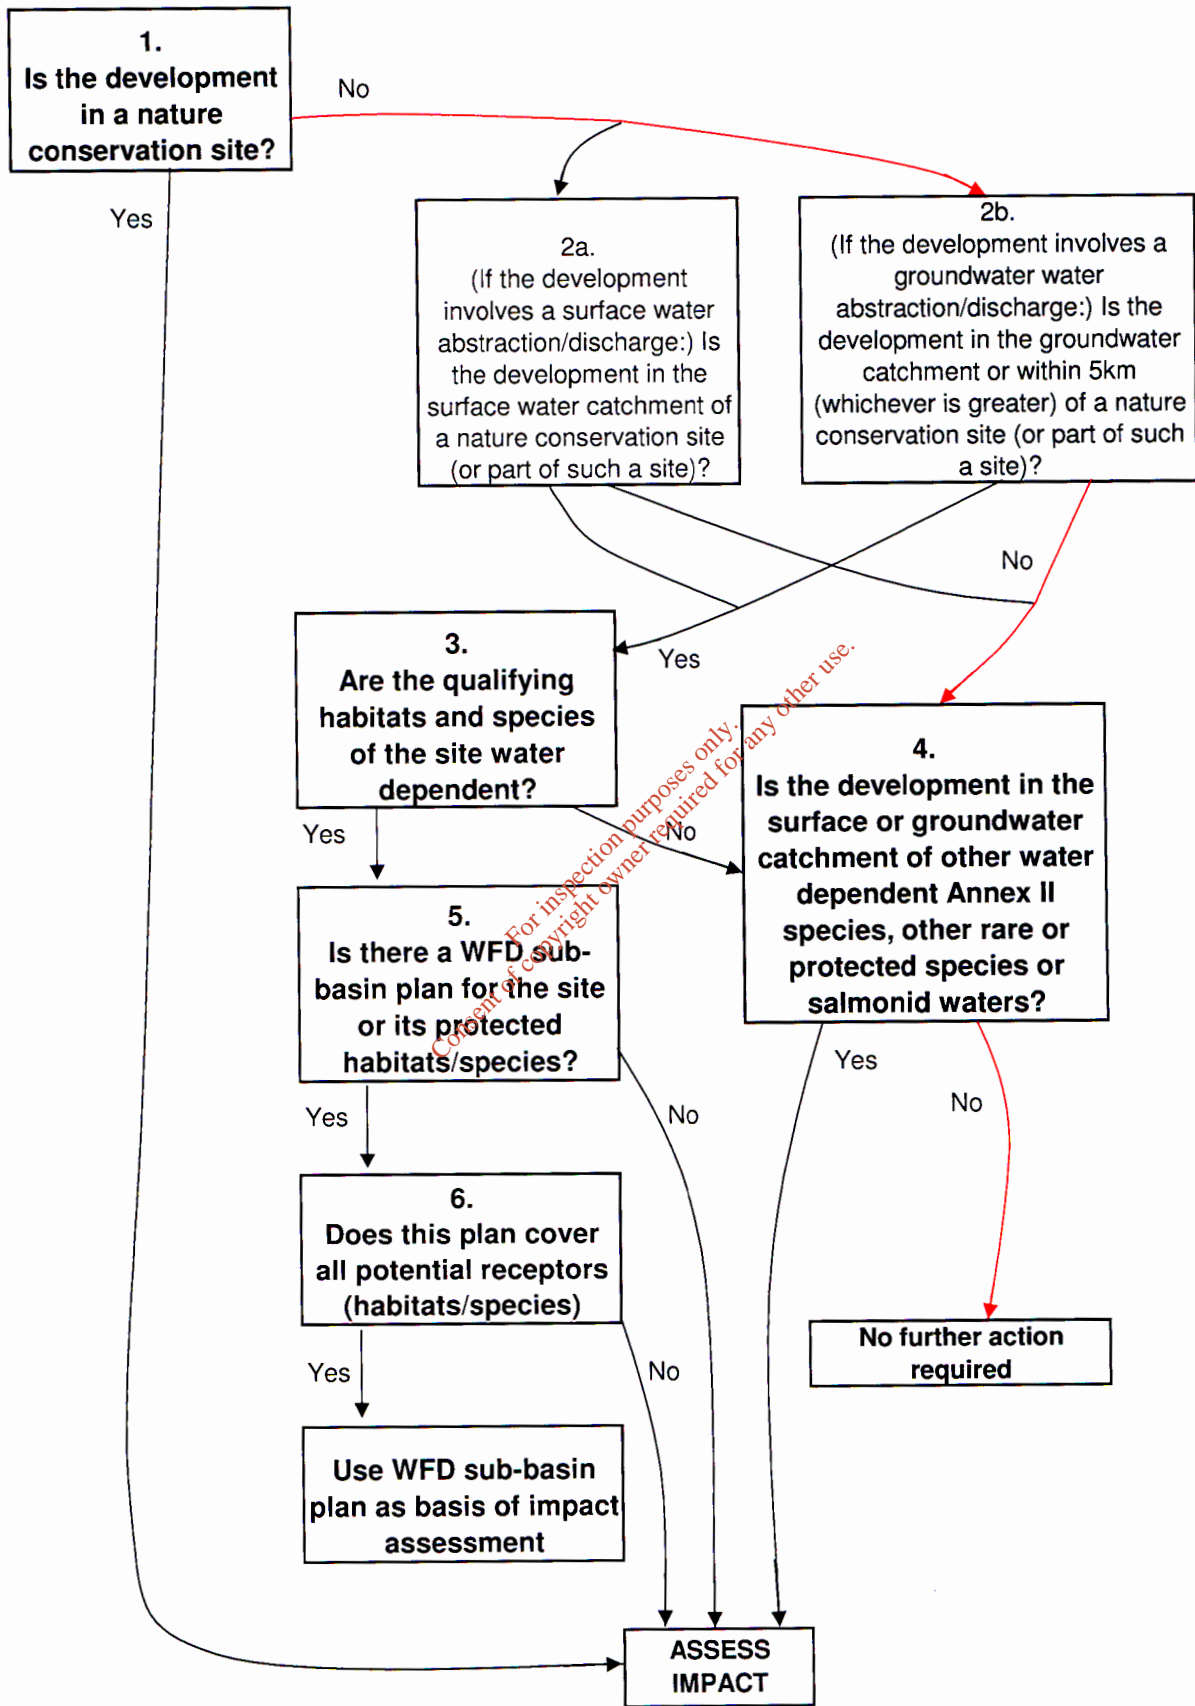 1.
Is the development
in a nature
conservation site?
No
Yes
2a.
(If the development
involves a surface water
abstraction/discharge:) Is
the development in the
surface water catchment of
a nature conservation site
(or part of such a site)?
2b.
(If the development involves a
groundwater water
abstraction/discharge:) Is the
development in the groundwater
catchment or within 5km
(whichever is greater) of a nature
conservation site (or part of such
a site)?
No
Yes
3.
Are the qualifying
habitats and species
of the site water
dependent?
Yes
No
4.
Is the development in the
surface or groundwater
catchment of other water
dependent Annex II
species, other rare or
protected species or
salmonid waters?
Yes
No
5.
Is there a WFD sub-
basin plan for the site
or its protected
habitats/species?
Yes
No
6.
Does this plan cover
all potential receptors
(habitats/species)
Yes
No
No further action
required
Use WFD sub-basin
plan as basis of impact
assessment
ASSESS
IMPACT
For inspection purposes only.
Consent of copyright owner required for any other use.